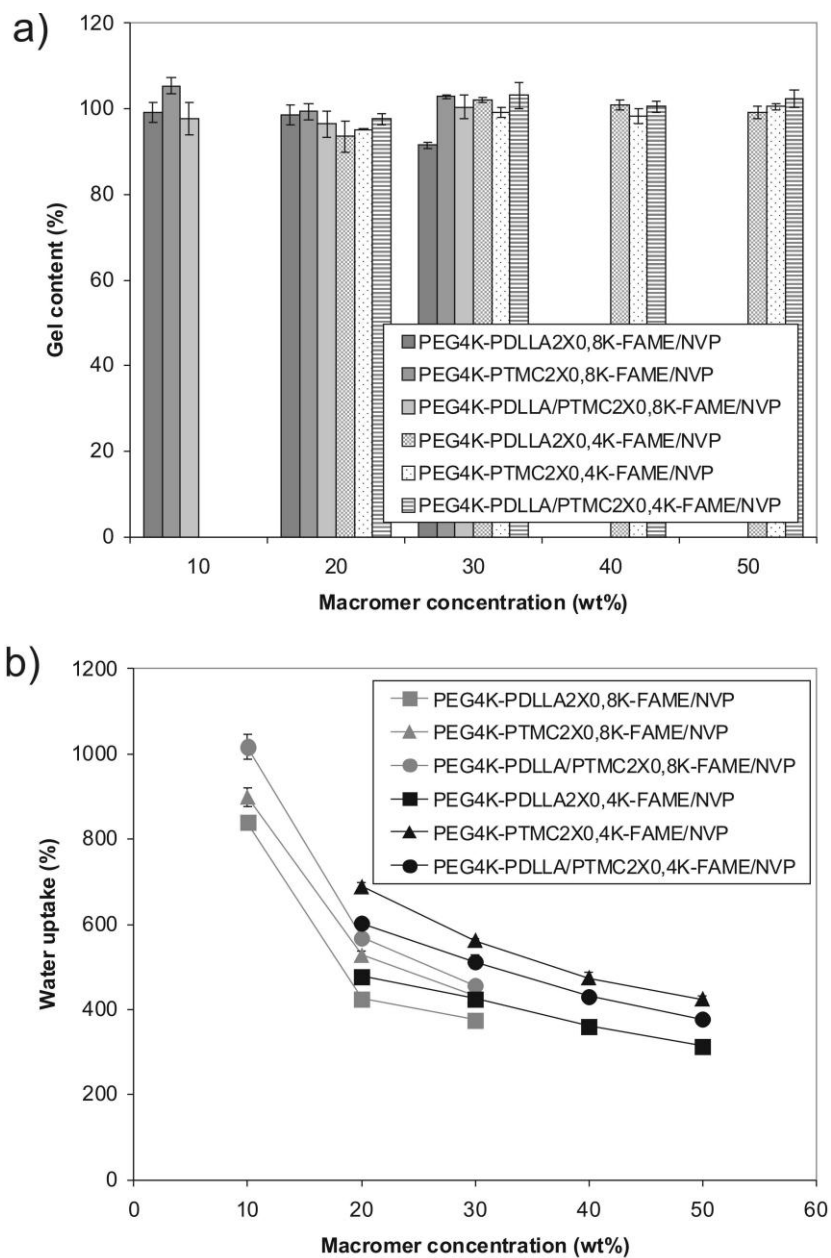 a)
120
100
80
60
40
20
0
Gel content (%)
PEG4K-PDLLA2X0,8K-FAME/NVP
PEG4K-PTMC2X0,8K-FAME/NVP
PEG4K-PDLLA/PTMC2X0,8K-FAME/NVP
PEG4K-PDLLA2X0,4K-FAME/NVP
PEG4K-PTMC2X0,4K-FAME/NVP
PEG4K-PDLLA/PTMC2X0,4K-FAME/NVP
10 20 30 40 50
Macromer concentration (wt%)
b)
1200
1000
800
600
400
200
0
Water uptake (%)
PEG4K-PDLLA2X0,8K-FAME/NVP
PEG4K-PTMC2X0,8K-FAME/NVP
PEG4K-PDLLA/PTMC2X0,8K-FAME/NVP
PEG4K-PDLLA2X0,4K-FAME/NVP
PEG4K-PTMC2X0,4K-FAME/NVP
PEG4K-PDLLA/PTMC2X0,4K-FAME/NVP
0 10 20 30 40 50 60
Macromer concentration (wt%)